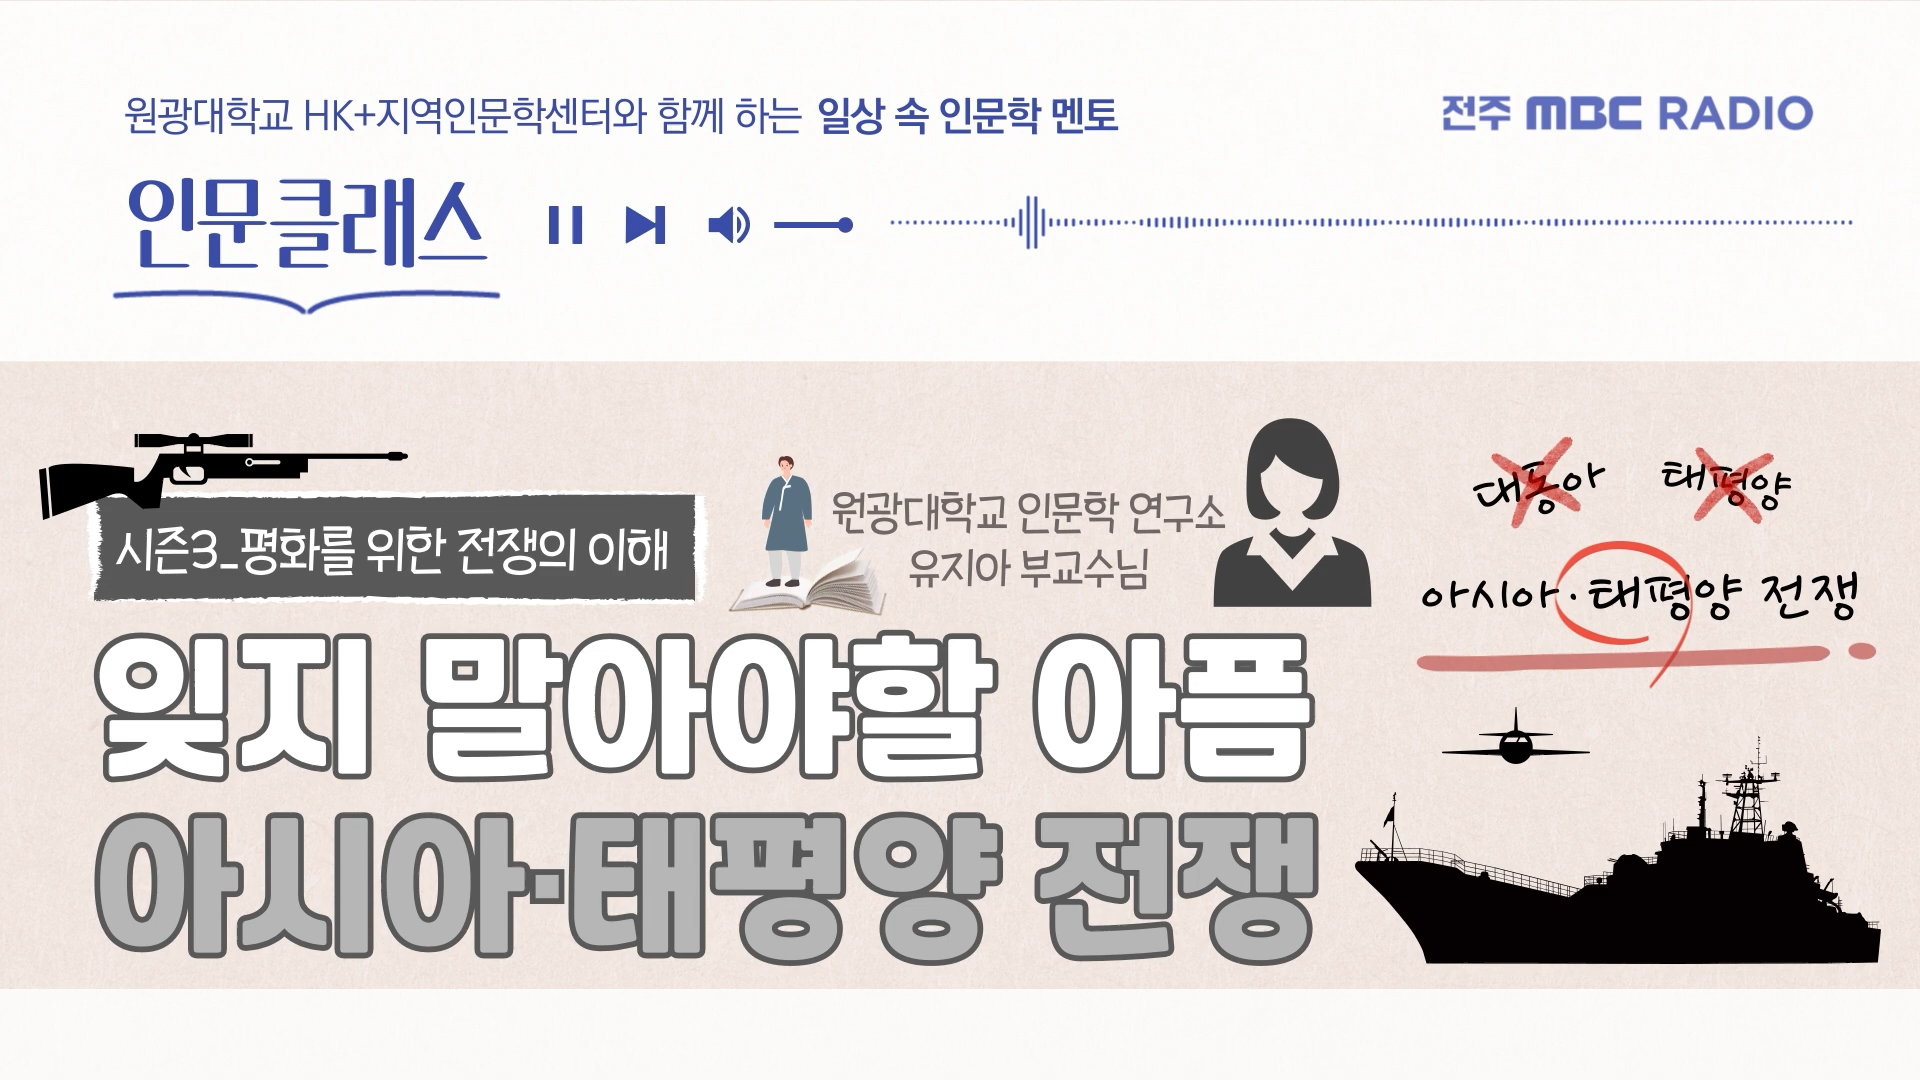 원광대학교 HK+지역인문학센터와 함께 하는 일상 속 인문학 멘토
전주 MBC RADIO
인문클래스
시즌3_평화를 위한 전쟁의 이해
원광대학교 인문학 연구소
유지아 부교수님
대동아 태평양
아시아·태평양 전쟁
잊지 말아야할 아픔
아시아·태평양 전쟁